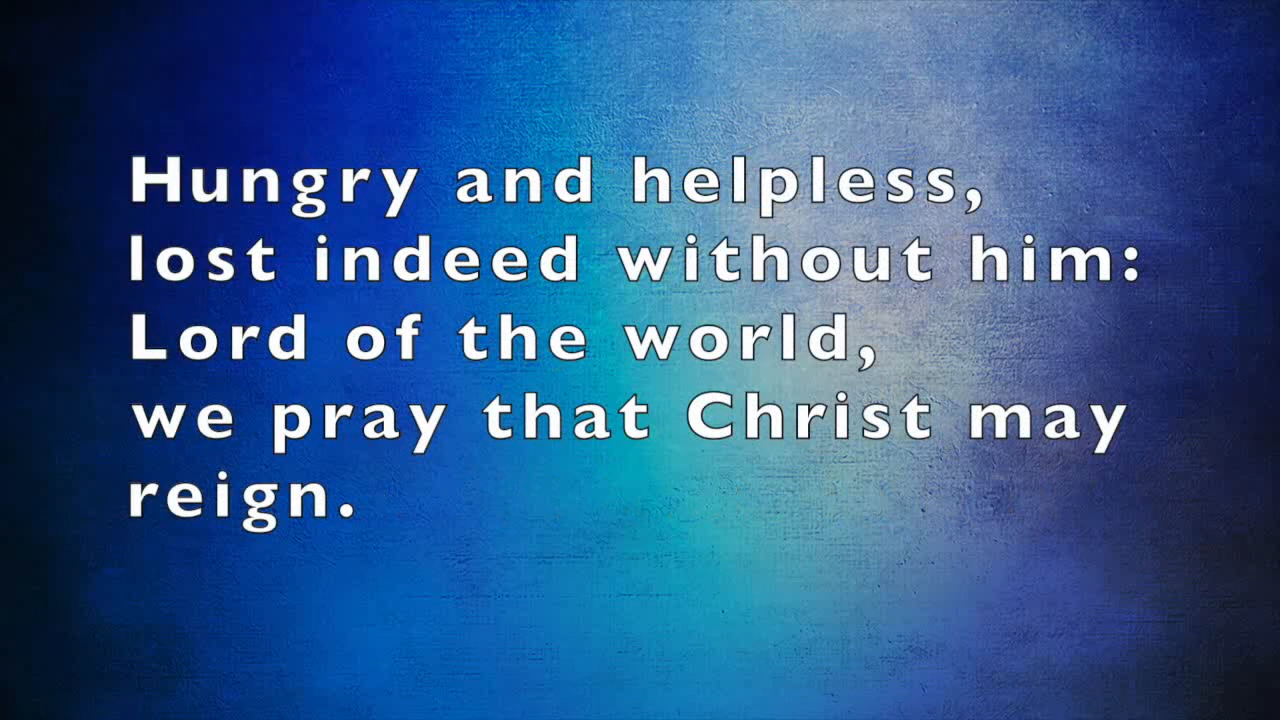 Hungry and helpless,
lost indeed without him:
Lord of the world,
we pray that Christ may
reign.